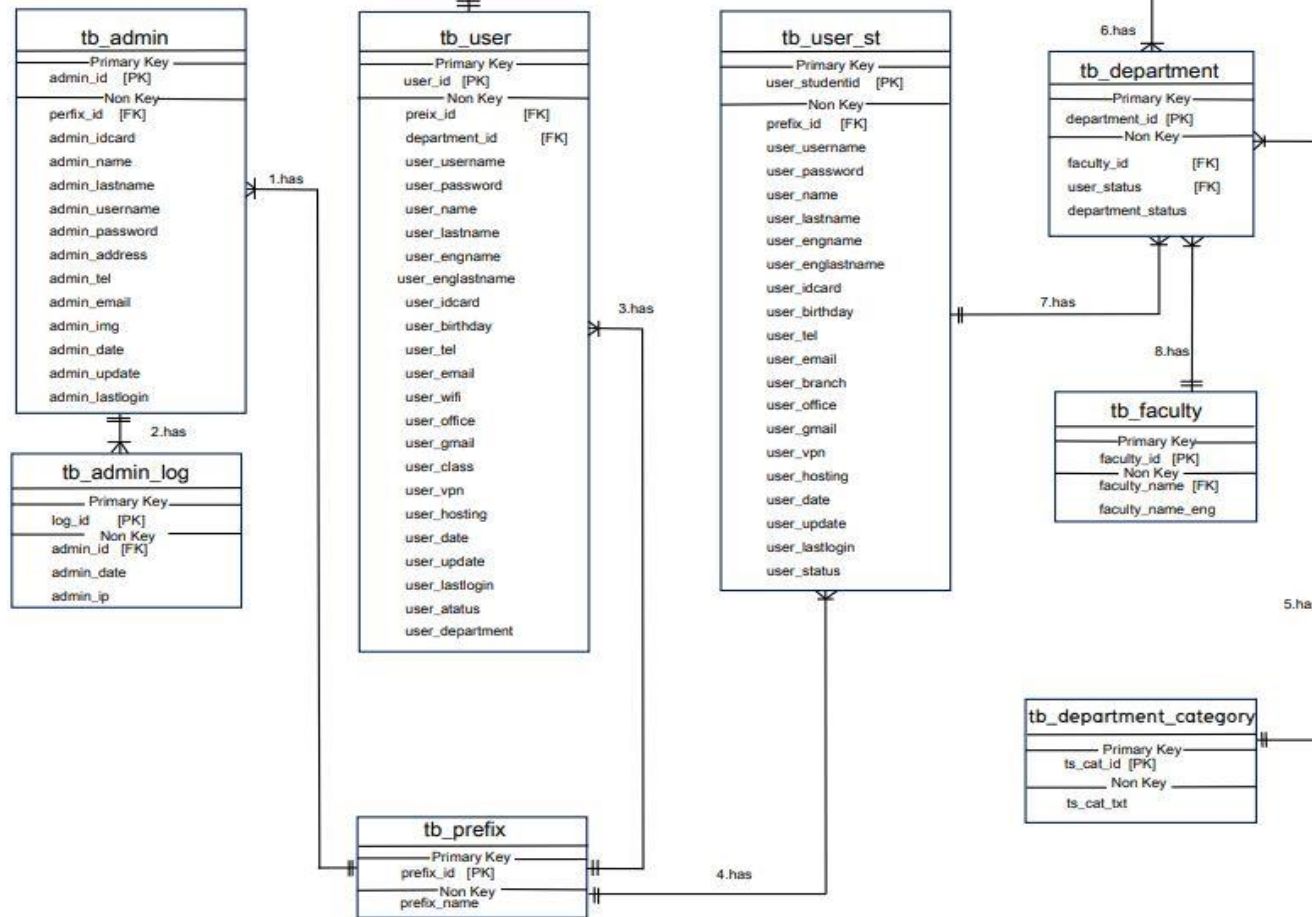 tb_admin
Primary Key
admin_id [PK]
Non Key
perfix_id [FK]
admin_idcard
admin_name
admin_lastname
admin_username
admin_password
admin_address
admin_tel
admin_email
admin_img
admin_date
admin_update
admin_lastlogin
1.has
2.has
tb_admin_log
Primary Key
log_id [PK]
Non Key
admin_id [FK]
admin_date
admin_ip
tb_user
Primary Key
user_id [PK]
Non Key
preix_id [FK]
department_id [FK]
user_username
user_password
user_name
user_lastname
user_engname
user_englastname
user_idcard
user_birthday
user_tel
user_email
user_wifi
user_office
user_gmail
user_class
user_vpn
user_hosting
user_date
user_update
user_lastlogin
user_atatus
user_department
3.has
tb_user_st
Primary Key
user_studentid [PK]
Non Key
prefix_id [FK]
user_username
user_password
user_name
user_lastname
user_engname
user_englastname
user_idcard
user_birthday
user_tel
user_email
user_branch
user_office
user_gmail
user_vpn
user_hosting
user_date
user_update
user_lastlogin
user_status
6.has
tb_department
Primary Key
department_id [PK]
Non Key
faculty_id [FK]
user_status [FK]
department_status
7.has
8.has
tb_faculty
Primary Key
faculty_id [PK]
Non Key
faculty_name [FK]
faculty_name_eng
5.ha
tb_department_category
Primary Key
ts_cat_id [PK]
Non Key
ts_cat_txt
tb_prefix
Primary Key
prefix_id [PK]
Non Key
prefix_name
4.has